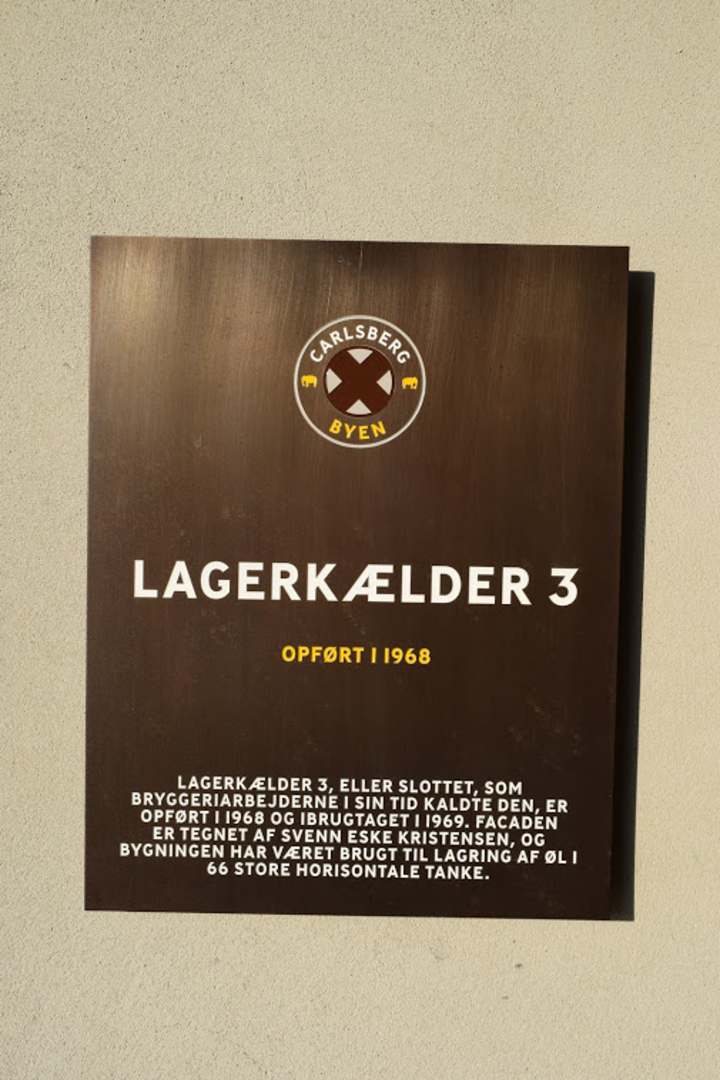 CARLSBERG
BYEN
LAGERKÆLDER 3
OPFØRT I 1968
LAGERKÆLDER 3, ELLER SLOTTET, SOM
BRYGGERIARBEJDERNE I SIN TID KALDTE DEN, ER
OPFØRT I 1968 OG IBRUGTAGET I 1969. FACADEN
ER TEGNET AF SVENN ESKE KRISTENSEN, OG
BYGNINGEN HAR VÆRET BRUGT TIL LAGRING AF ØL I
66 STORE HORISONTALE TANKE.